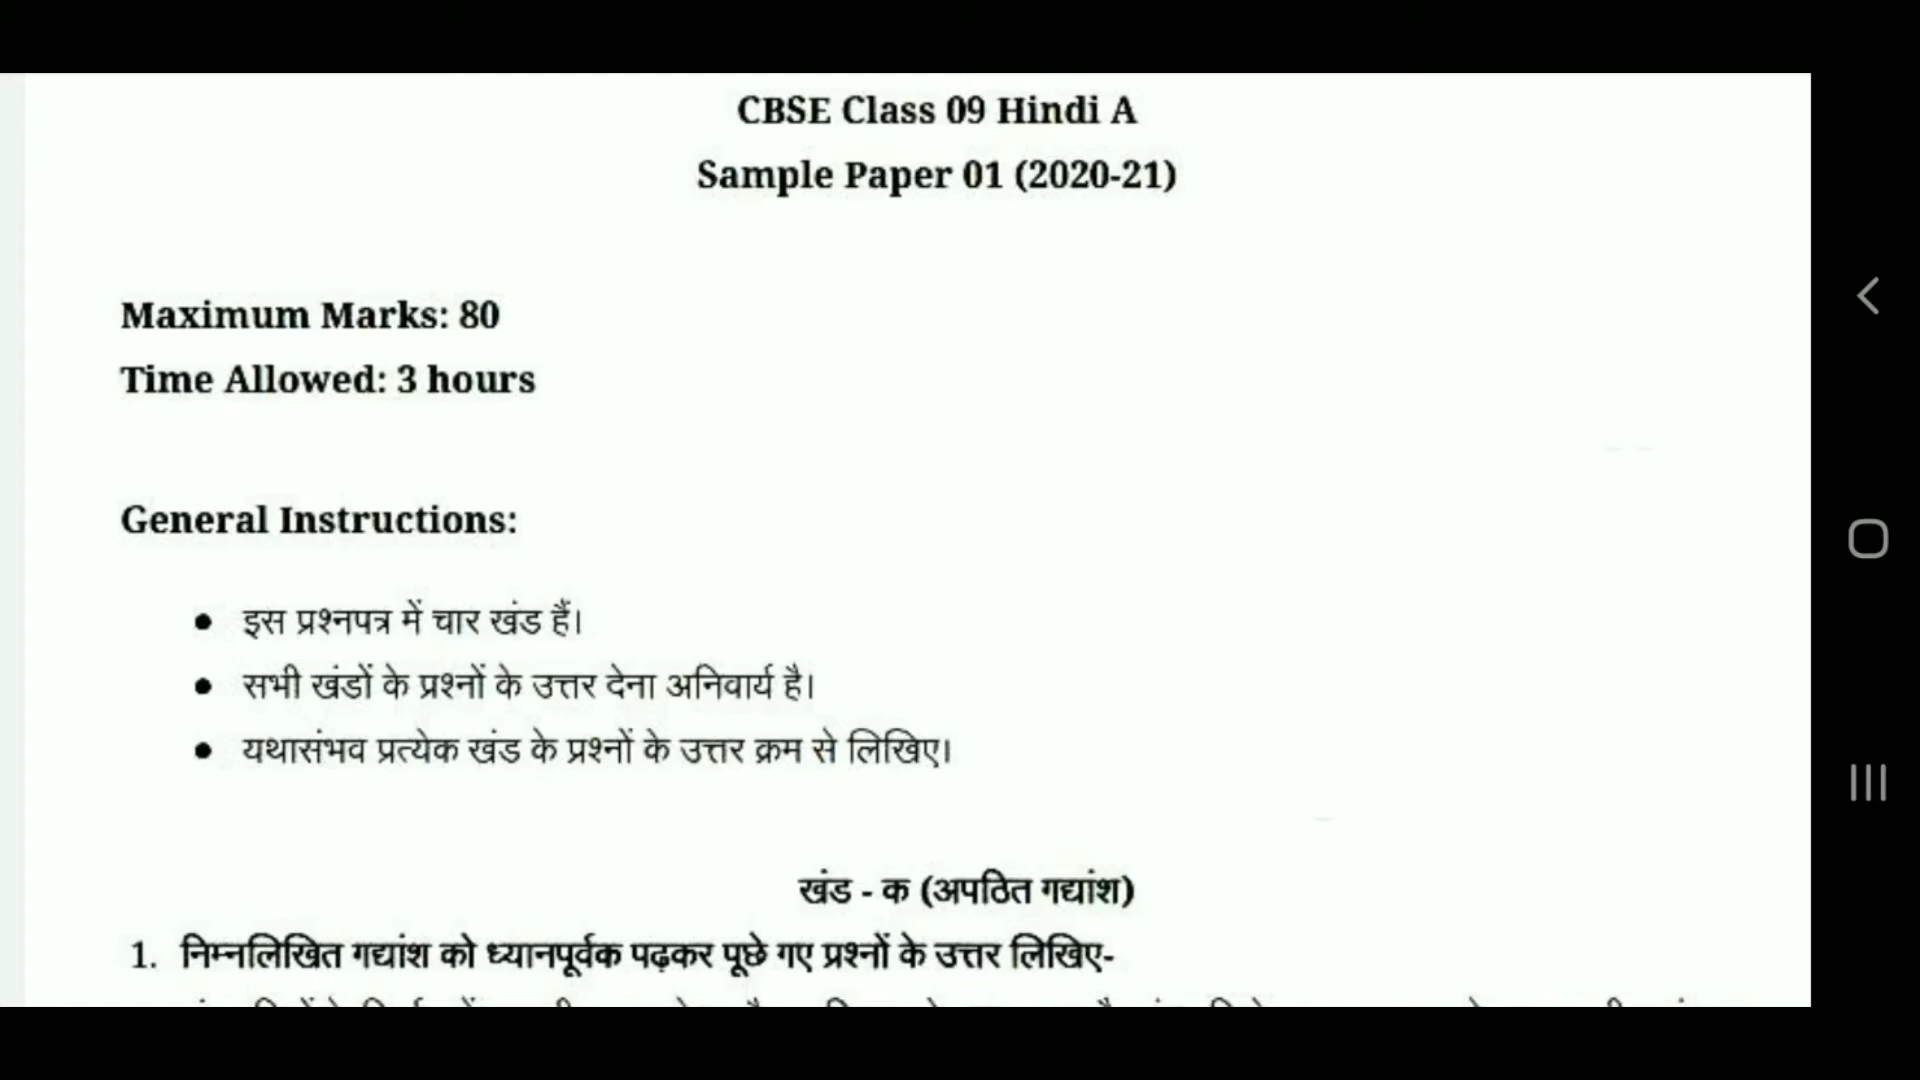 CBSE Class 09 Hindi A
Sample Paper 01 (2020-21)
Maximum Marks: 80
Time Allowed: 3 hours
General Instructions:
● इस प्रश्नपत्र में चार खंड हैं।
● सभी खंडों के प्रश्नों के उत्तर देना अनिवार्य है।
● यथासंभव प्रत्येक खंड के प्रश्नों के उत्तर क्रम से लिखिए।
खंड - क (अपठित गद्यांश)
1. निम्नलिखित गद्यांश को ध्यानपूर्वक पढ़कर पूछे गए प्रश्नों के उत्तर लिखिए-